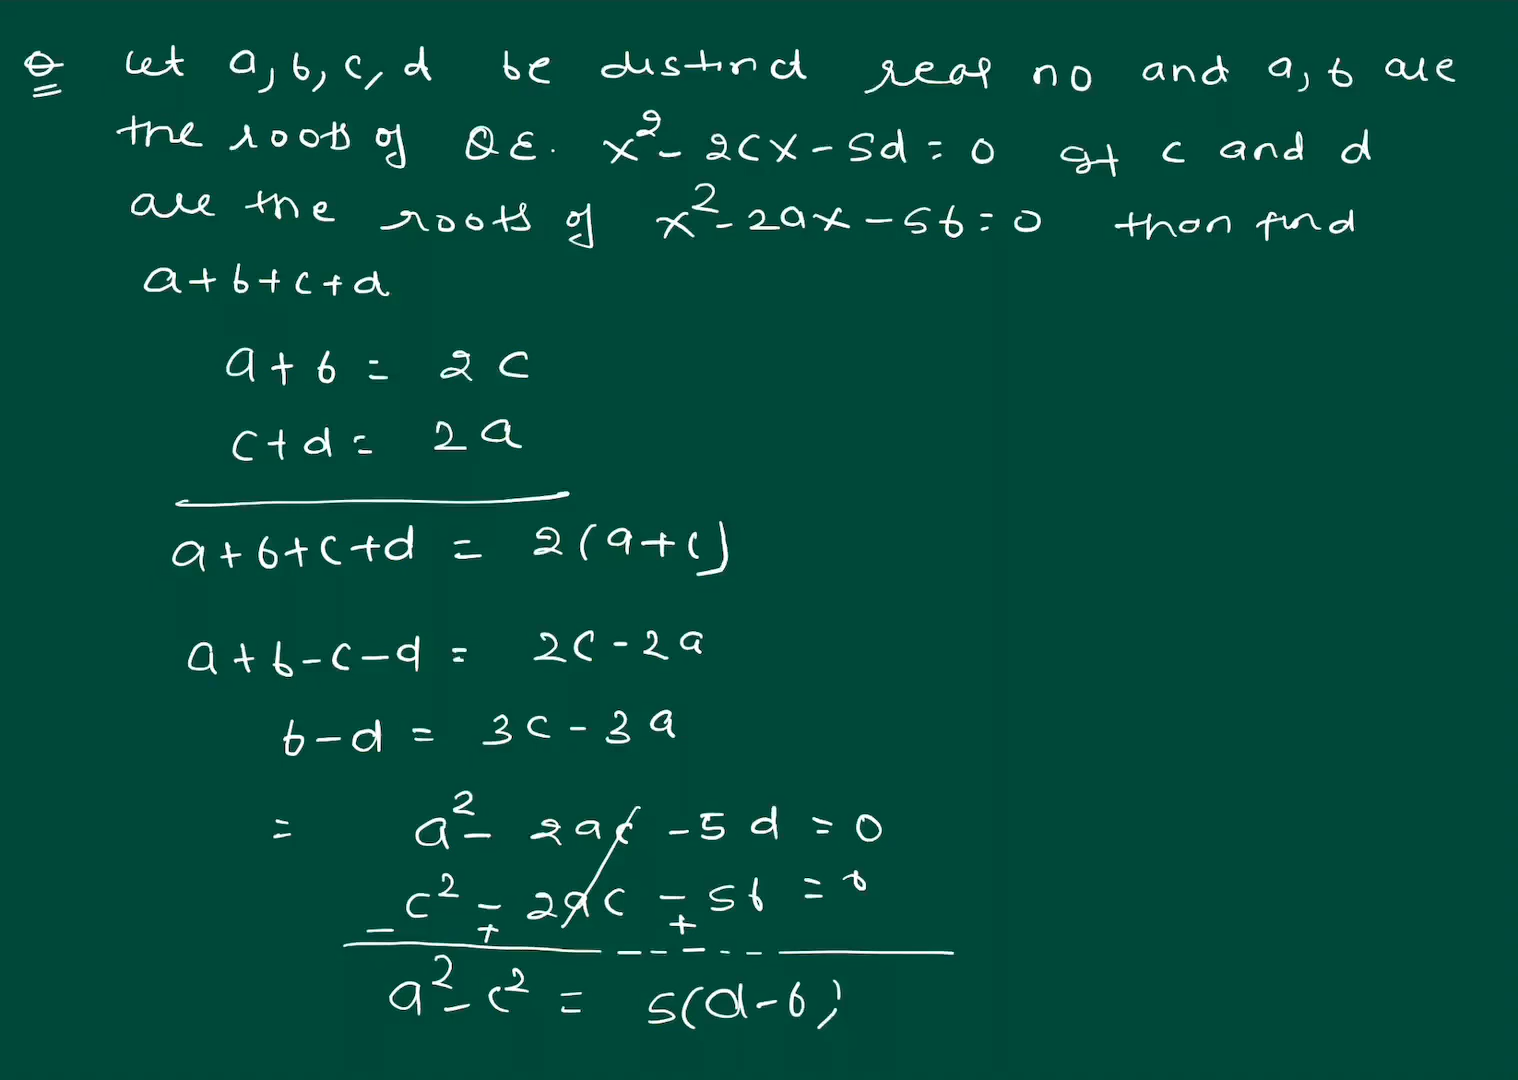 Q let a, b, c, d be distinct real no and a, b are
the roots of QE. x² - 2cx - 5d = 0 If c and d
are the roots of x² - 2ax - 5b = 0 then find
a + b + c + d
a + b = 2c
c + d = 2a
a + b + c + d = 2(a + c)
a + b - c - d = 2c - 2a
b - d = 3c - 3a
= a² - 2ac - 5d = 0
c² - 2ac - 5b = 0
- + +
a² - c² = 5(d - b)